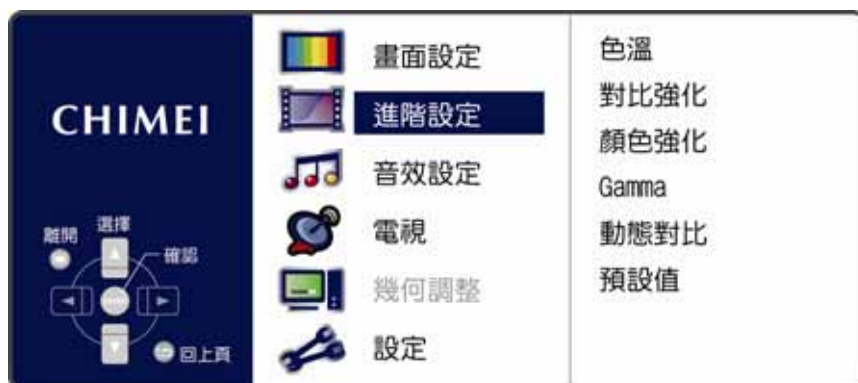 CHIMEI
離開
選擇
確認
回上頁
畫面設定
進階設定
音效設定
電視
幾何調整
設定
色溫
對比強化
顏色強化
Gamma
動態對比
預設值